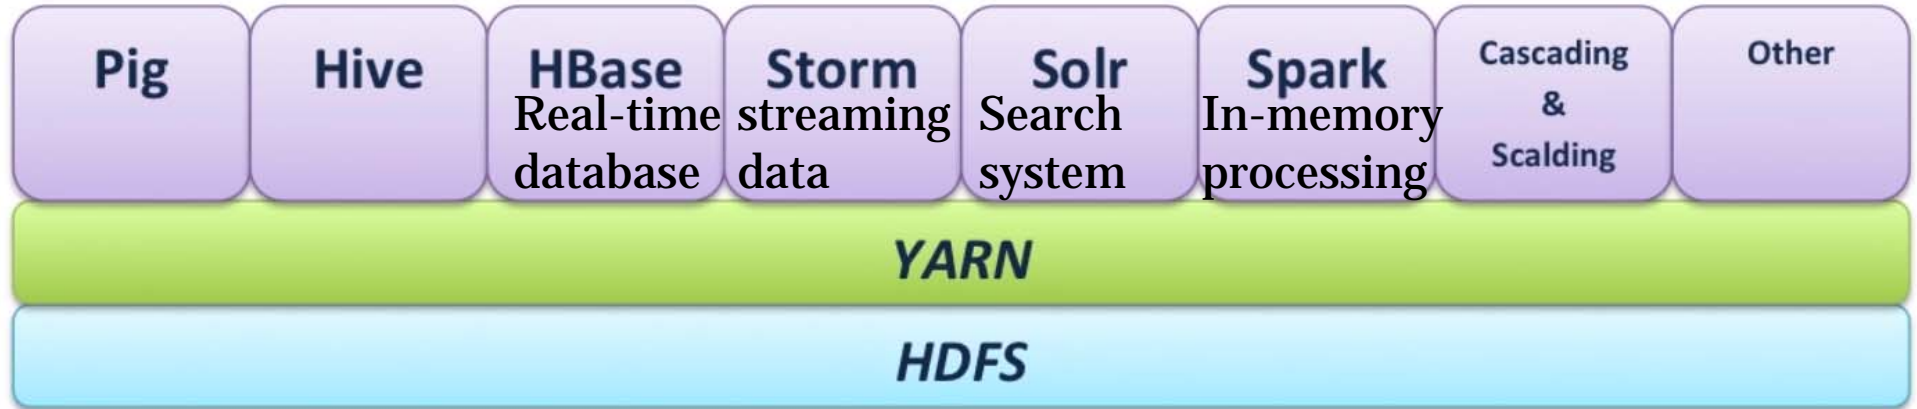 Pig
Hive
HBase
Real-time
database
Storm
streaming
data
Solr
Search
system
Spark
In-memory
processing
Cascading
&
Scalding
Other
YARN
HDFS